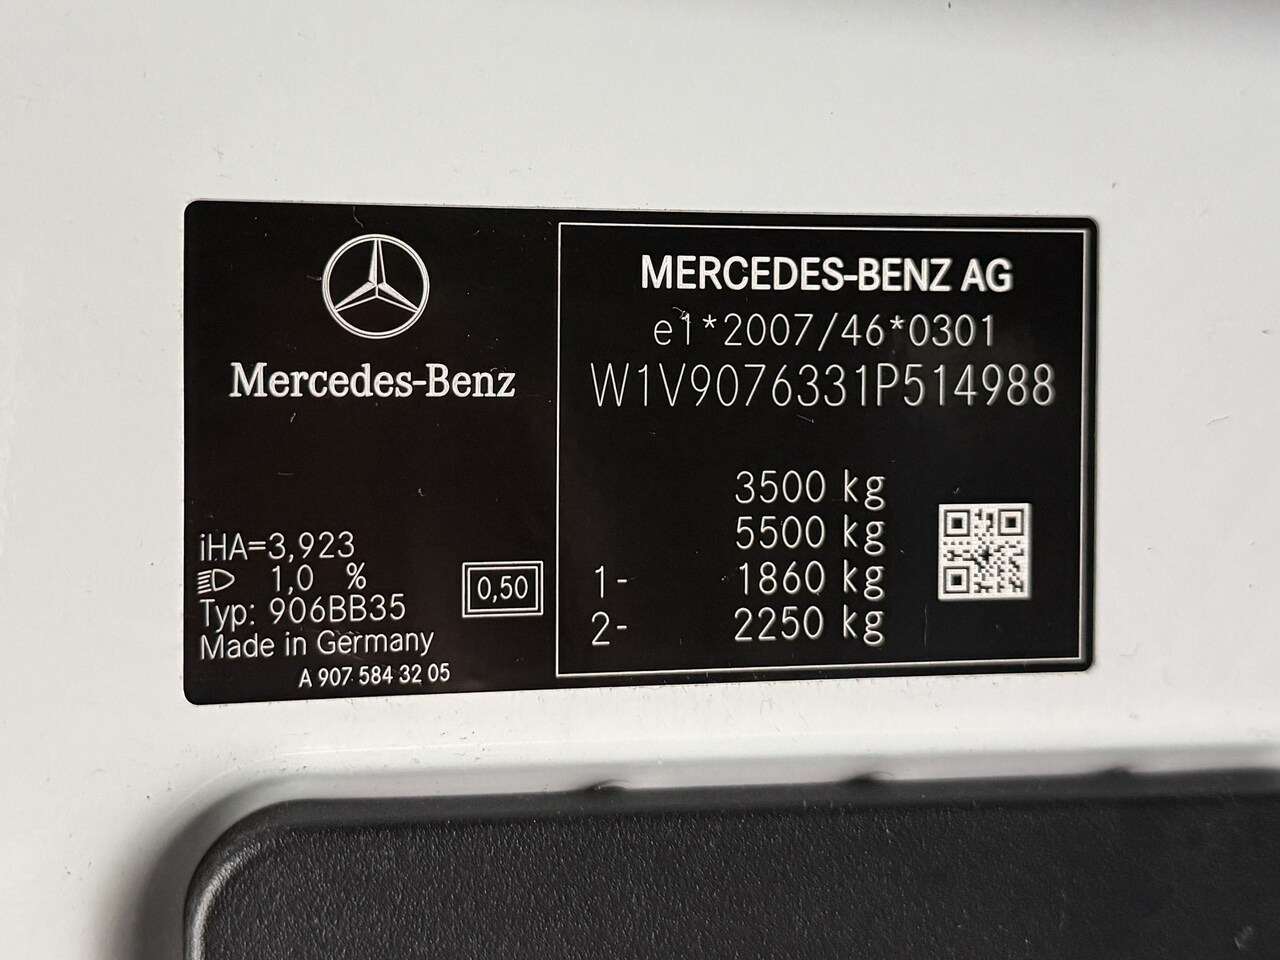 Mercedes-Benz
iHA=3,923
1,0 %
Typ: 906BB35
Made in Germany
A 907 584 32 05
0,50
MERCEDES-BENZ AG
e1*2007/46*0301
W1V9076331P514988
3500 kg
5500 kg
1- 1860 kg
2- 2250 kg